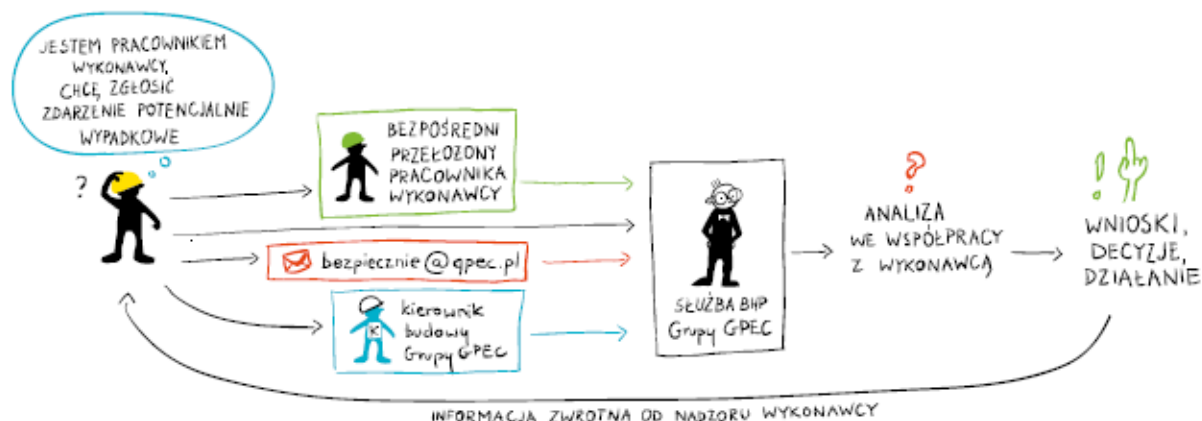 JESTEM PRACOWNIKIEM
WYKONAWCY,
CHCĘ ZGŁOSIĆ
ZDARZENIE POTENCJALNIE
WYPADKOWE
?
BEZPOŚREDNI
PRZEŁOŻONY
PRACOWNIKA
WYKONAWCY
bezpiecznie@gpec.pl
K
kierownik
budowy
Grupy GPEC
SŁUŻBA BHP
Grupy GPEC
?
ANALIZA
WE WSPÓŁPRACY
Z WYKONAWCĄ
!
WNIOSKI,
DECYZJE,
DZIAŁANIE
INFORMACJA ZWROTNA OD NADZORU WYKONAWCY